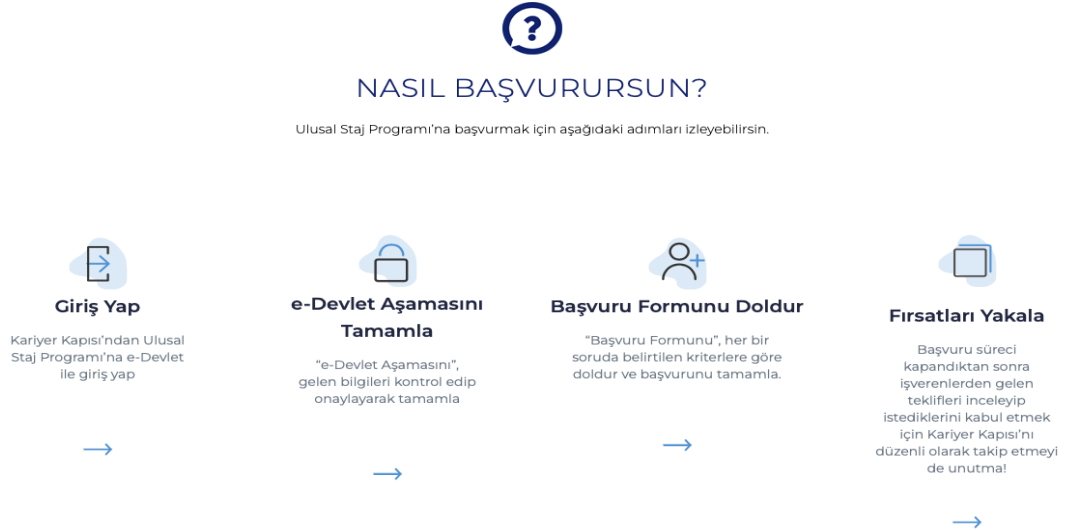 ?
NASIL BAŞVURURSUN?
Ulusal Staj Programı’na başvurmak için aşağıdaki adımları izleyebilirsin.
Giriş Yap
Kariyer Kapısı’ndan Ulusal
Staj Programı’na e-Devlet
ile giriş yap
e-Devlet Aşamasını
Tamamla
“e-Devlet Aşamasını”,
gelen bilgileri kontrol edip
onaylayarak tamamla
Başvuru Formunu Doldur
“Başvuru Formunu”, her bir
soruda belirtilen kriterlere göre
doldur ve başvurunu tamamla.
Fırsatları Yakala
Başvuru süreci
kapandıktan sonra
işverenlerden gelen
teklifleri inceleyip
istediklerini kabul etmek
için Kariyer Kapısı’nı
düzenli olarak takip etmeyi
de unutma!